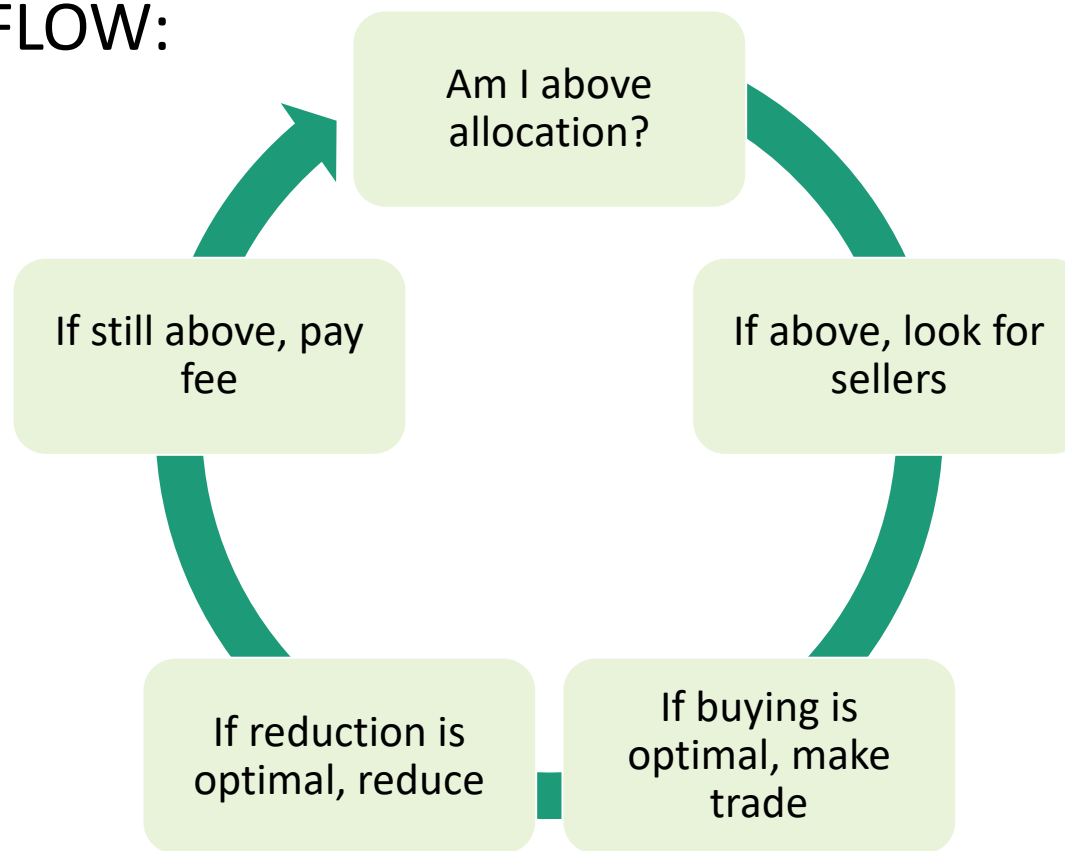 FLOW:
Am I above
allocation?
If above, look for
sellers
If buying is
optimal, make
trade
If reduction is
optimal, reduce
If still above, pay
fee